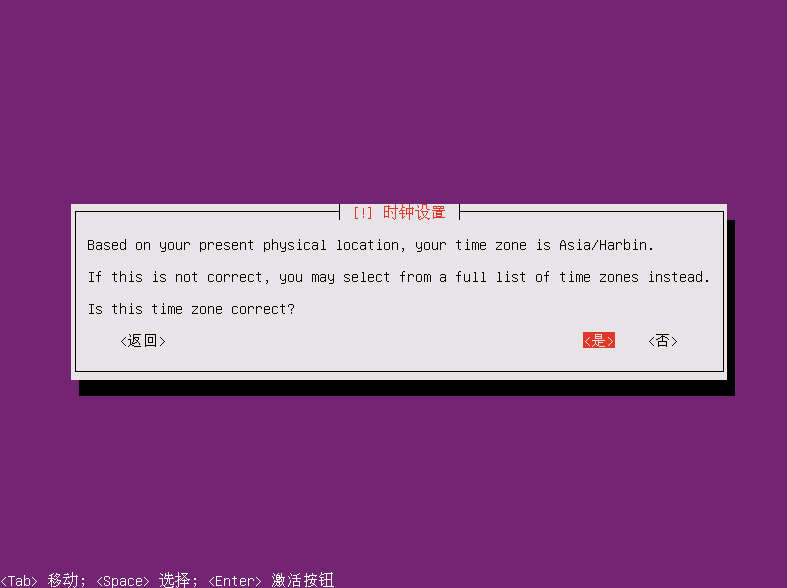 [!] 时钟设置
Based on your present physical location, your time zone is Asia/Harbin.
If this is not correct, you may select from a full list of time zones instead.
Is this time zone correct?
<返回> <是> <否>
<Tab> 移动; <Space> 选择; <Enter> 激活按钮